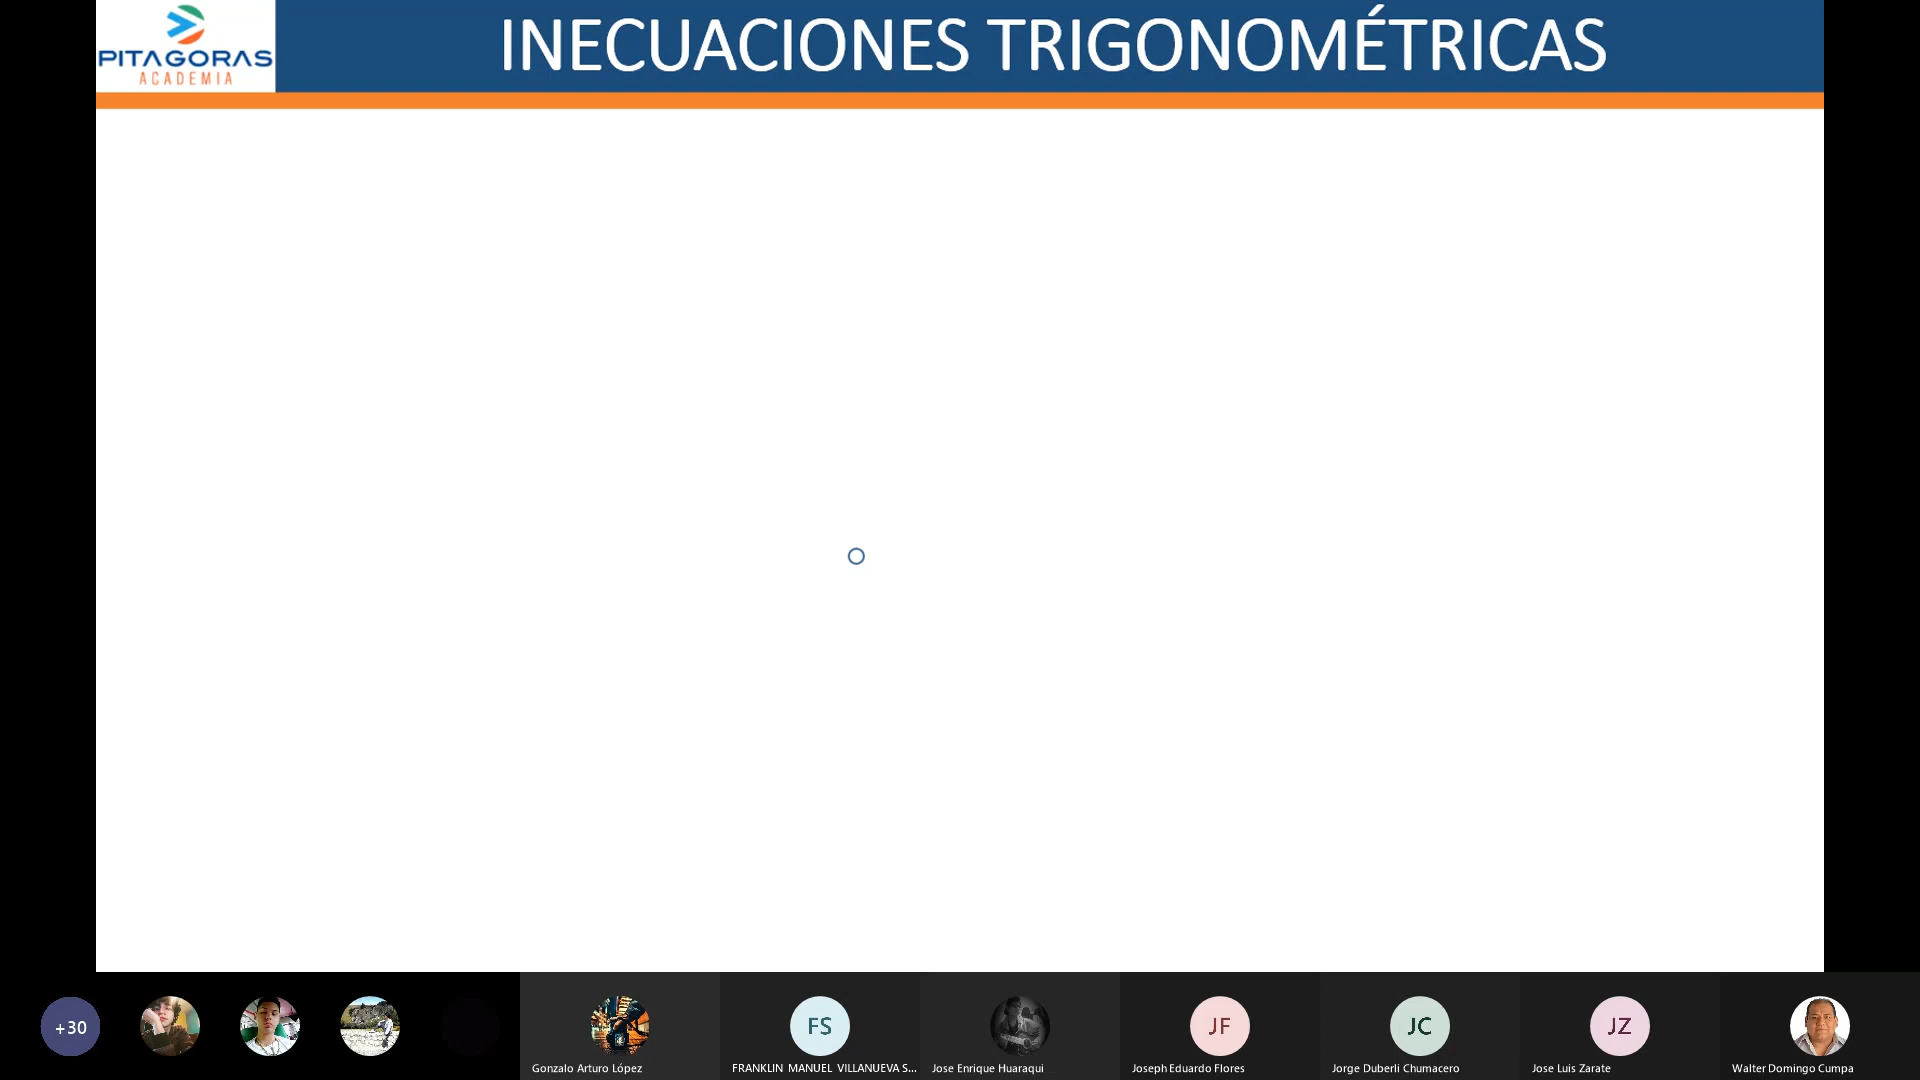 PITAGORAS
ACADEMIA
INECUACIONES TRIGONOMÉTRICAS
+30
FS
JF
JC
JZ
Gonzalo Arturo López
FRANKLIN MANUEL VILLANUEVA S...
Jose Enrique Huaraqui
Joseph Eduardo Flores
Jorge Duberli Chumacero
Jose Luis Zarate
Walter Domingo Cumpa